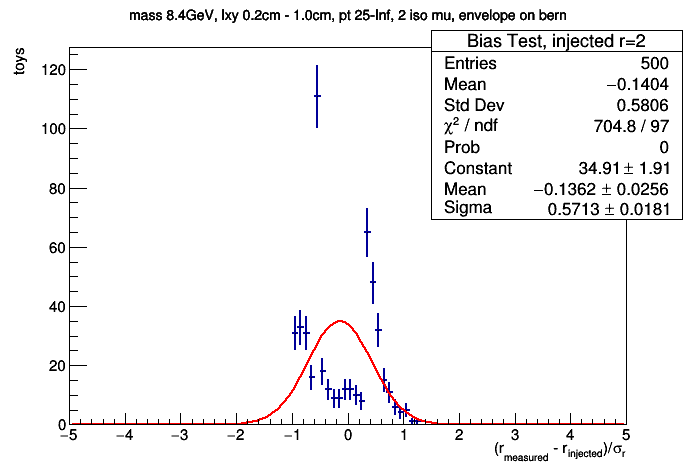 mass 8.4GeV, lxy 0.2cm - 1.0cm, pt 25-Inf, 2 iso mu, envelope on bern
Bias Test, injected r=2
Entries 500
Mean −0.1404
Std Dev 0.5806
χ² / ndf 704.8 / 97
Prob 0
Constant 34.91 ± 1.91
Mean −0.1362 ± 0.0256
Sigma 0.5713 ± 0.0181
toys
120
100
80
60
40
20
0
−5 −4 −3 −2 −1 0 1 2 3 4 5
(r_measured - r_injected)/σ_r